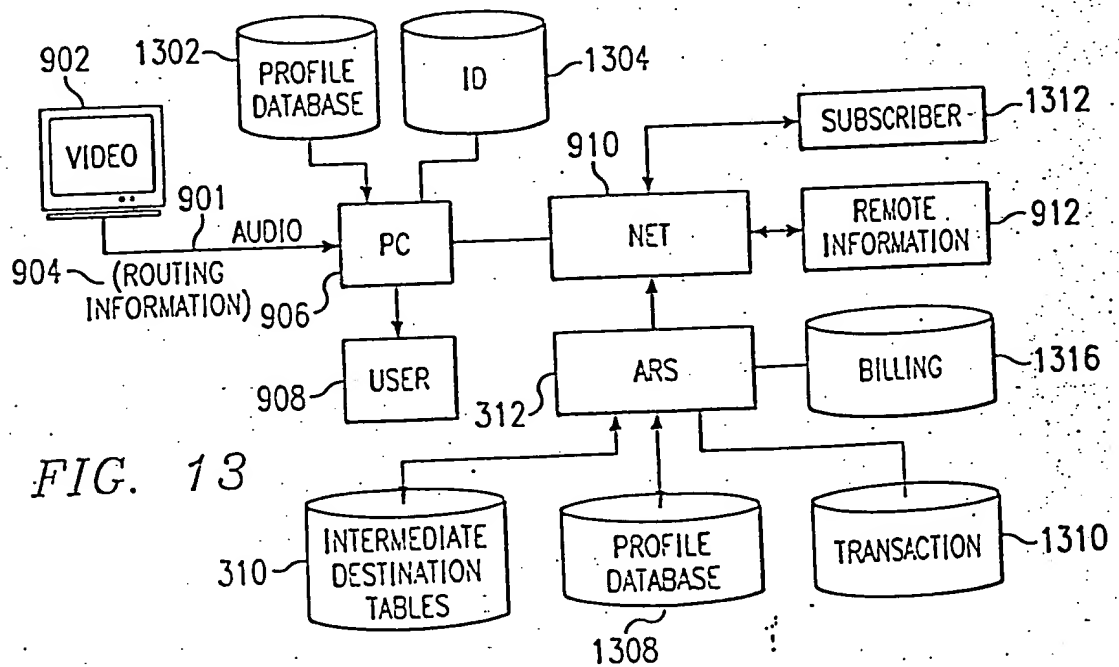 1302
PROFILE
DATABASE
ID
1304
902
VIDEO
901
AUDIO
904
(ROUTING
INFORMATION)
PC
906
USER
908
910
NET
SUBSCRIBER
1312
REMOTE
INFORMATION
912
ARS
312
BILLING
1316
FIG. 13
310
INTERMEDIATE
DESTINATION
TABLES
PROFILE
DATABASE
1308
TRANSACTION
1310